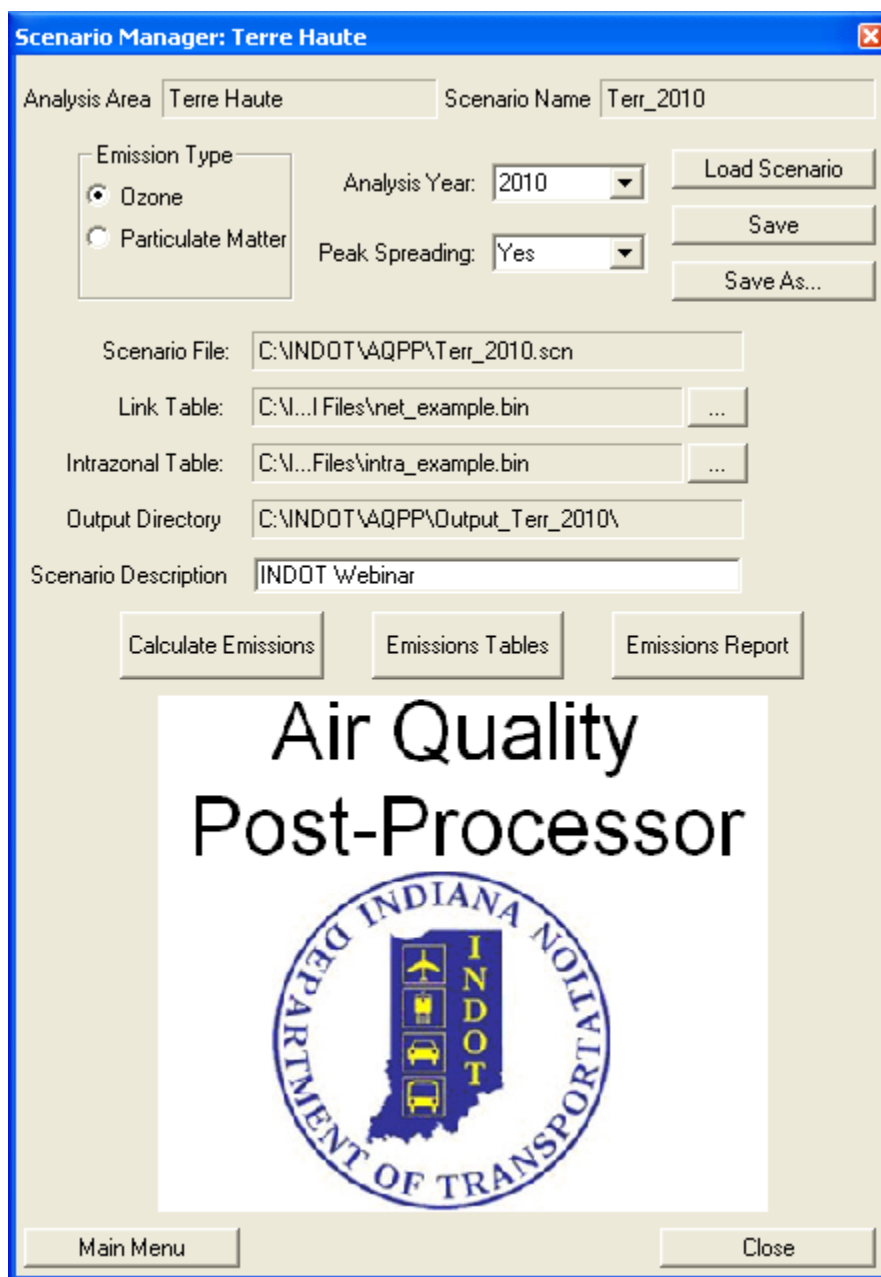 Scenario Manager: Terre Haute
Analysis Area Terre Haute Scenario Name Terr_2010
Emission Type
Ozone
Particulate Matter
Analysis Year: 2010
Peak Spreading: Yes
Load Scenario
Save
Save As...
Scenario File: C:\INDOT\AQPP\Terr_2010.scn
Link Table: C:\I...l Files\net_example.bin ...
Intrazonal Table: C:\I...Files\intra_example.bin ...
Output Directory C:\INDOT\AQPP\Output_Terr_2010\
Scenario Description INDOT Webinar
Calculate Emissions Emissions Tables Emissions Report
Air Quality
Post-Processor
INDIANA DEPARTMENT OF TRANSPORTATION
INDOT
Main Menu Close